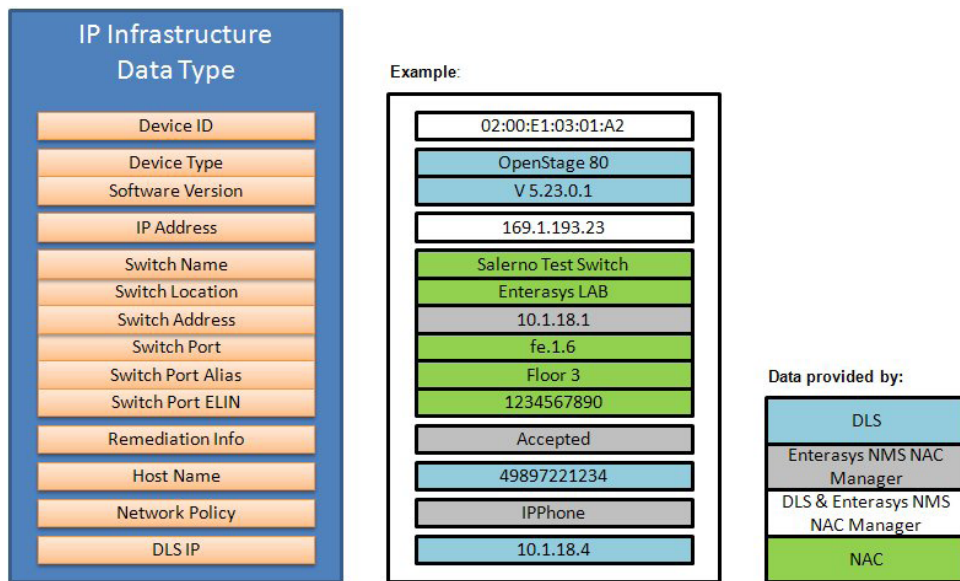 IP Infrastructure
Data Type
Device ID
Device Type
Software Version
IP Address
Switch Name
Switch Location
Switch Address
Switch Port
Switch Port Alias
Switch Port ELIN
Remediation Info
Host Name
Network Policy
DLS IP
Example:
02:00:E1:03:01:A2
OpenStage 80
V 5.23.0.1
169.1.193.23
Salerno Test Switch
Enterasys LAB
10.1.18.1
fe.1.6
Floor 3
1234567890
Accepted
49897221234
IPPhone
10.1.18.4
Data provided by:
DLS
Enterasys NMS NAC
Manager
DLS & Enterasys NMS
NAC Manager
NAC